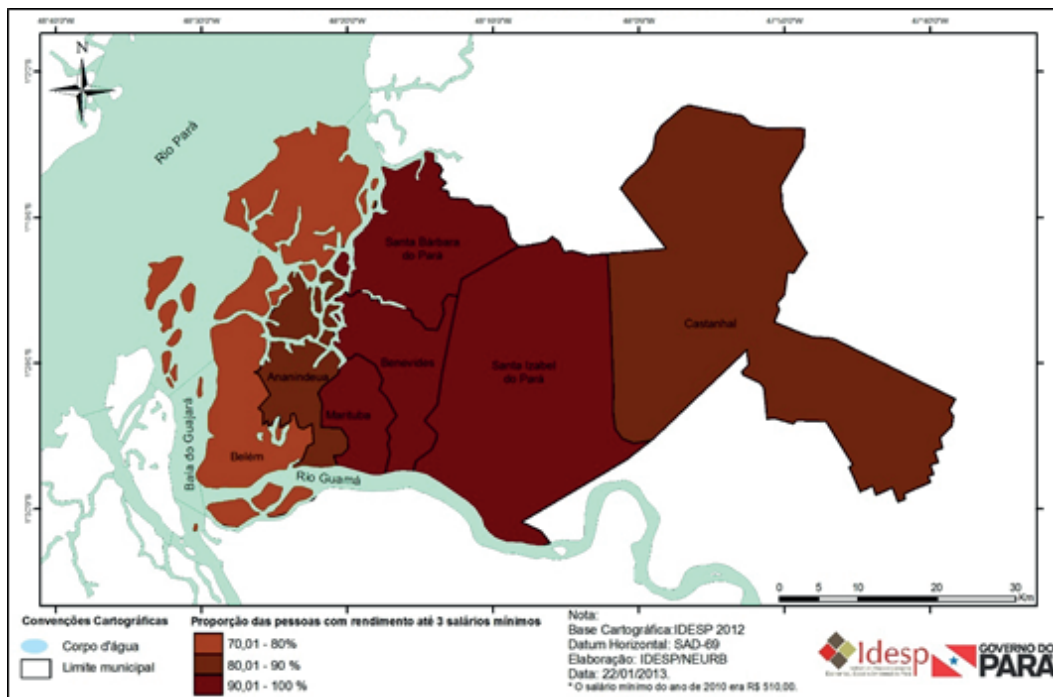 N
Rio Pará
Santa Bárbara
do Pará
Castanhal
Benevides
Santa Izabel
do Pará
Ananindeua
Marituba
Baía do Guajará
Belém
Rio Guamá
0 5 10 20 30
Km
Convenções Cartográficas
Corpo d'água
Limite municipal
Proporção das pessoas com rendimento até 3 salários mínimos
70,01 - 80%
80,01 - 90 %
90,01 - 100 %
Nota:
Base Cartográfica:IDESP 2012
Datum Horizontal: SAD-69
Elaboração: IDESP/NEURB
Data: 22/01/2013.
* O salário mínimo do ano de 2010 era R$ 510,00.
Idesp
GOVERNO DO
PARÁ